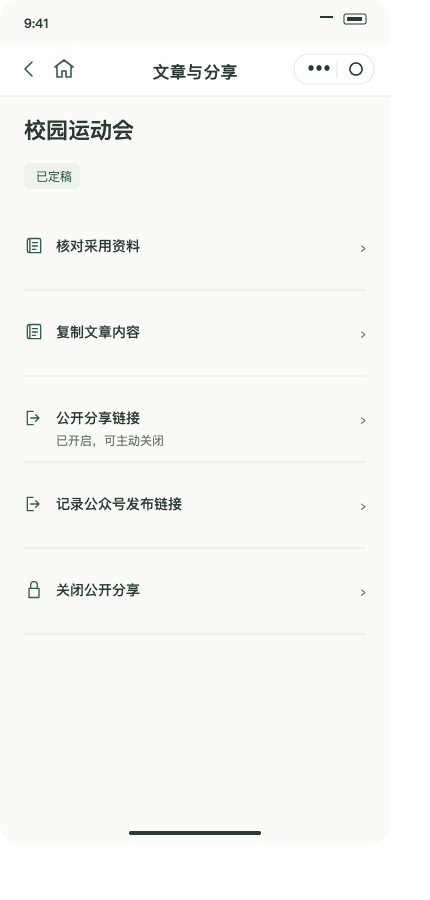 9:41
文章与分享
校园运动会
已定稿
核对采用资料
复制文章内容
公开分享链接
已开启，可主动关闭
记录公众号发布链接
关闭公开分享